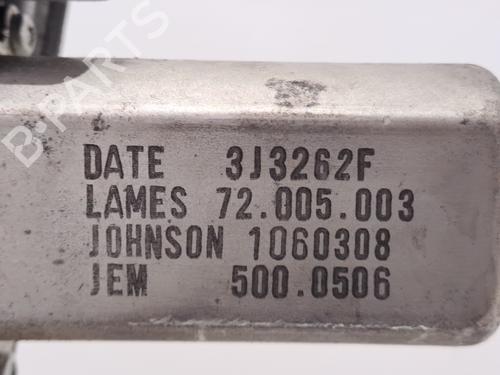 B-PARTS
DATE 3J3262F
LAMES 72.005.003
JOHNSON 1060308
JEM 500.0506